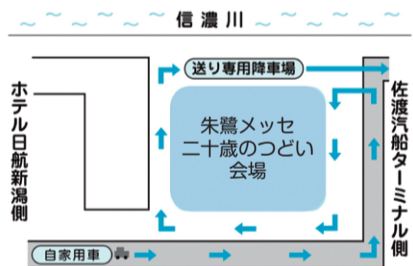 信濃川
送り専用降車場
ホテル日航新潟側
朱鷺メッセ
二十歳のつどい
会場
佐渡汽船ターミナル側
自家用車